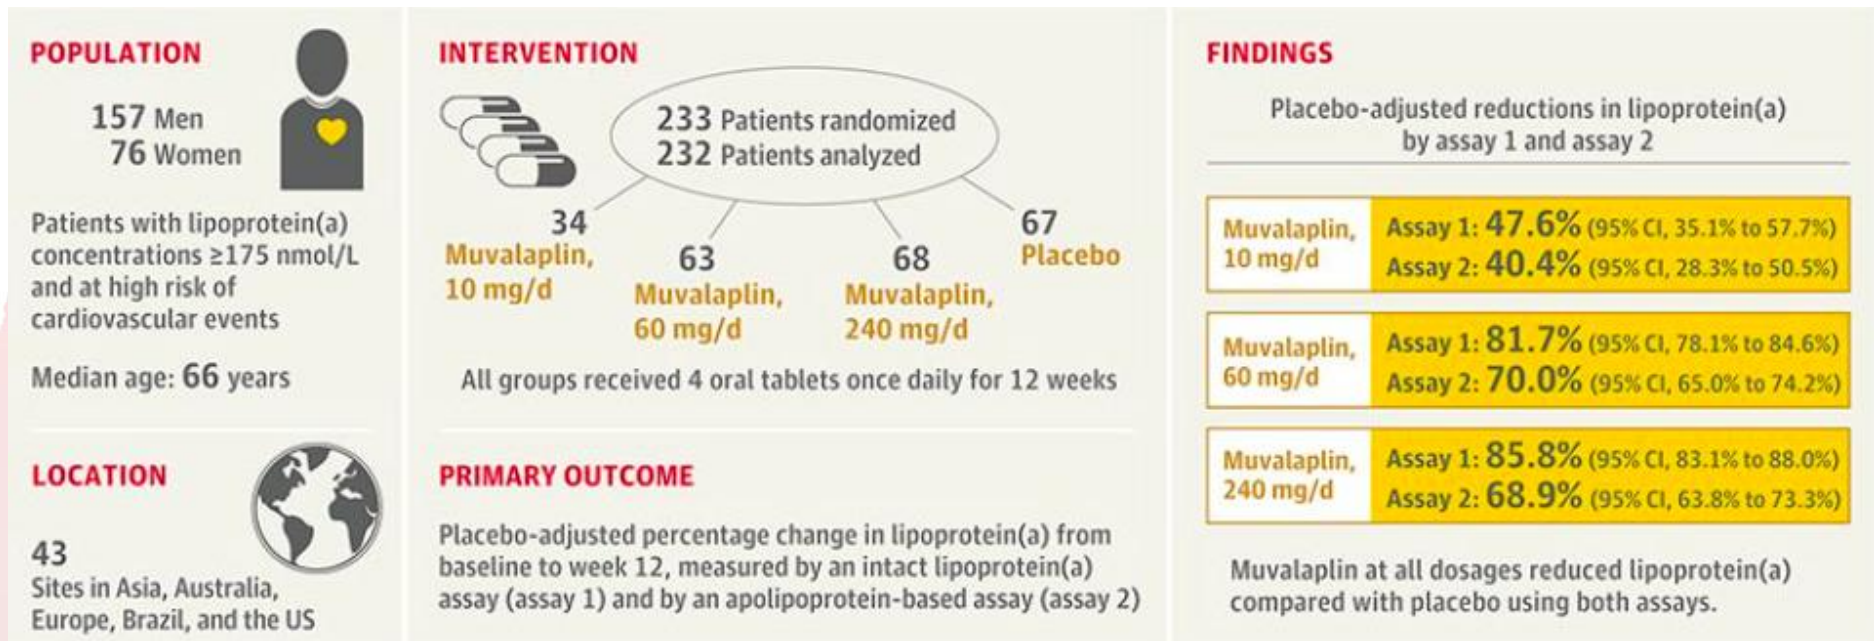 POPULATION
157 Men
76 Women
Patients with lipoprotein(a)
concentrations ≥175 nmol/L
and at high risk of
cardiovascular events
Median age: 66 years
LOCATION
43
Sites in Asia, Australia,
Europe, Brazil, and the US
INTERVENTION
233 Patients randomized
232 Patients analyzed
34
Muvalaplin,
10 mg/d
63
Muvalaplin,
60 mg/d
68
Muvalaplin,
240 mg/d
67
Placebo
All groups received 4 oral tablets once daily for 12 weeks
PRIMARY OUTCOME
Placebo-adjusted percentage change in lipoprotein(a) from
baseline to week 12, measured by an intact lipoprotein(a)
assay (assay 1) and by an apolipoprotein-based assay (assay 2)
FINDINGS
Placebo-adjusted reductions in lipoprotein(a)
by assay 1 and assay 2
Muvalaplin,
10 mg/d
Assay 1: 47.6% (95% CI, 35.1% to 57.7%)
Assay 2: 40.4% (95% CI, 28.3% to 50.5%)
Muvalaplin,
60 mg/d
Assay 1: 81.7% (95% CI, 78.1% to 84.6%)
Assay 2: 70.0% (95% CI, 65.0% to 74.2%)
Muvalaplin,
240 mg/d
Assay 1: 85.8% (95% CI, 83.1% to 88.0%)
Assay 2: 68.9% (95% CI, 63.8% to 73.3%)
Muvalaplin at all dosages reduced lipoprotein(a)
compared with placebo using both assays.